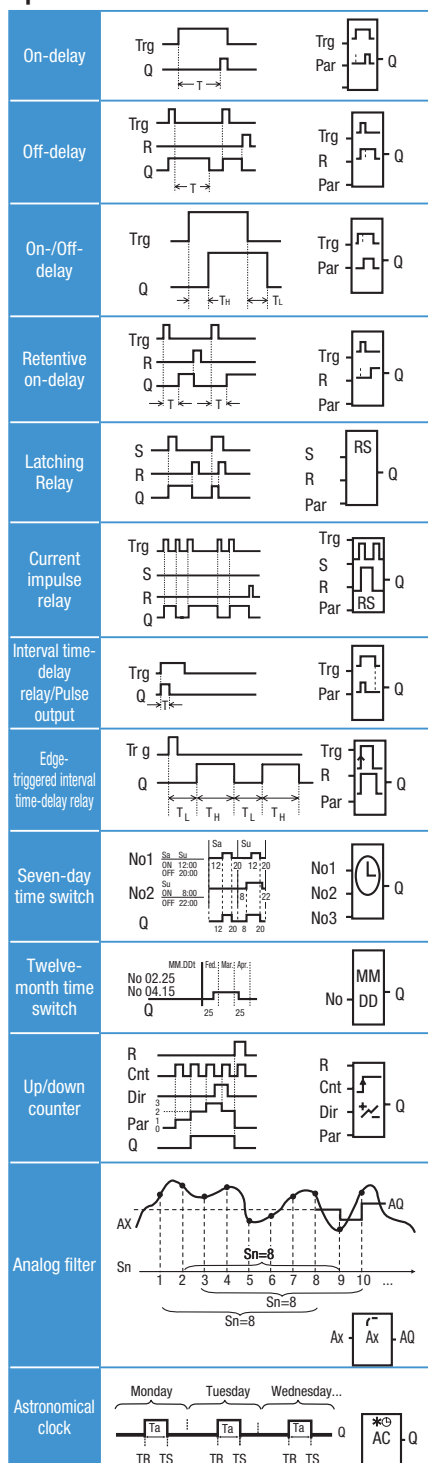 On-delay
Trg
Q
T
Trg
Par
Q
Off-delay
Trg
R
Q
T
Trg
R
Par
Q
On-/Off-
delay
Trg
Q
TH
TL
Trg
Par
Q
Retentive
on-delay
Trg
R
Q
T
T
Trg
R
Par
Q
Latching
Relay
S
R
Q
S
R
Par
RS
Q
Current
impulse
relay
Trg
S
R
Q
Trg
S
R
Par
RS
Q
Interval time-
delay
relay/Pulse
output
Trg
Q
T
Trg
Par
Q
Edge-
triggered interval
time-delay relay
Tr g
Q
TL TH TL TH
Trg
R
Par
Q
Seven-day
time switch
Sa Su
No1 Sa Su
ON 12:00
OFF 20:00
12 20 12 20
No2 Su
ON 8:00
OFF 22:00
8 22
Q
12 20 8 20
No1
No2
No3
Q
Twelve-
month time
switch
MM.DDt Fed. Mar. Apr.
No 02.25
No 04.15
Q
25 25
No
MM
DD
Q
Up/down
counter
R
Cnt
Dir
Par
3
2
1
0
Q
R
Cnt
Dir
Par
+/-
Q
Analog filter
AX
AQ
Sn
Sn=8
1 2 3 4 5 6 7 8 9 10 ...
Sn=8
Sn=8
Ax
Ax
AQ
Astronomical
clock
Monday Tuesday Wednesday...
Ta Ta Ta Q
TR TS TR TS TR TS
AC
Q